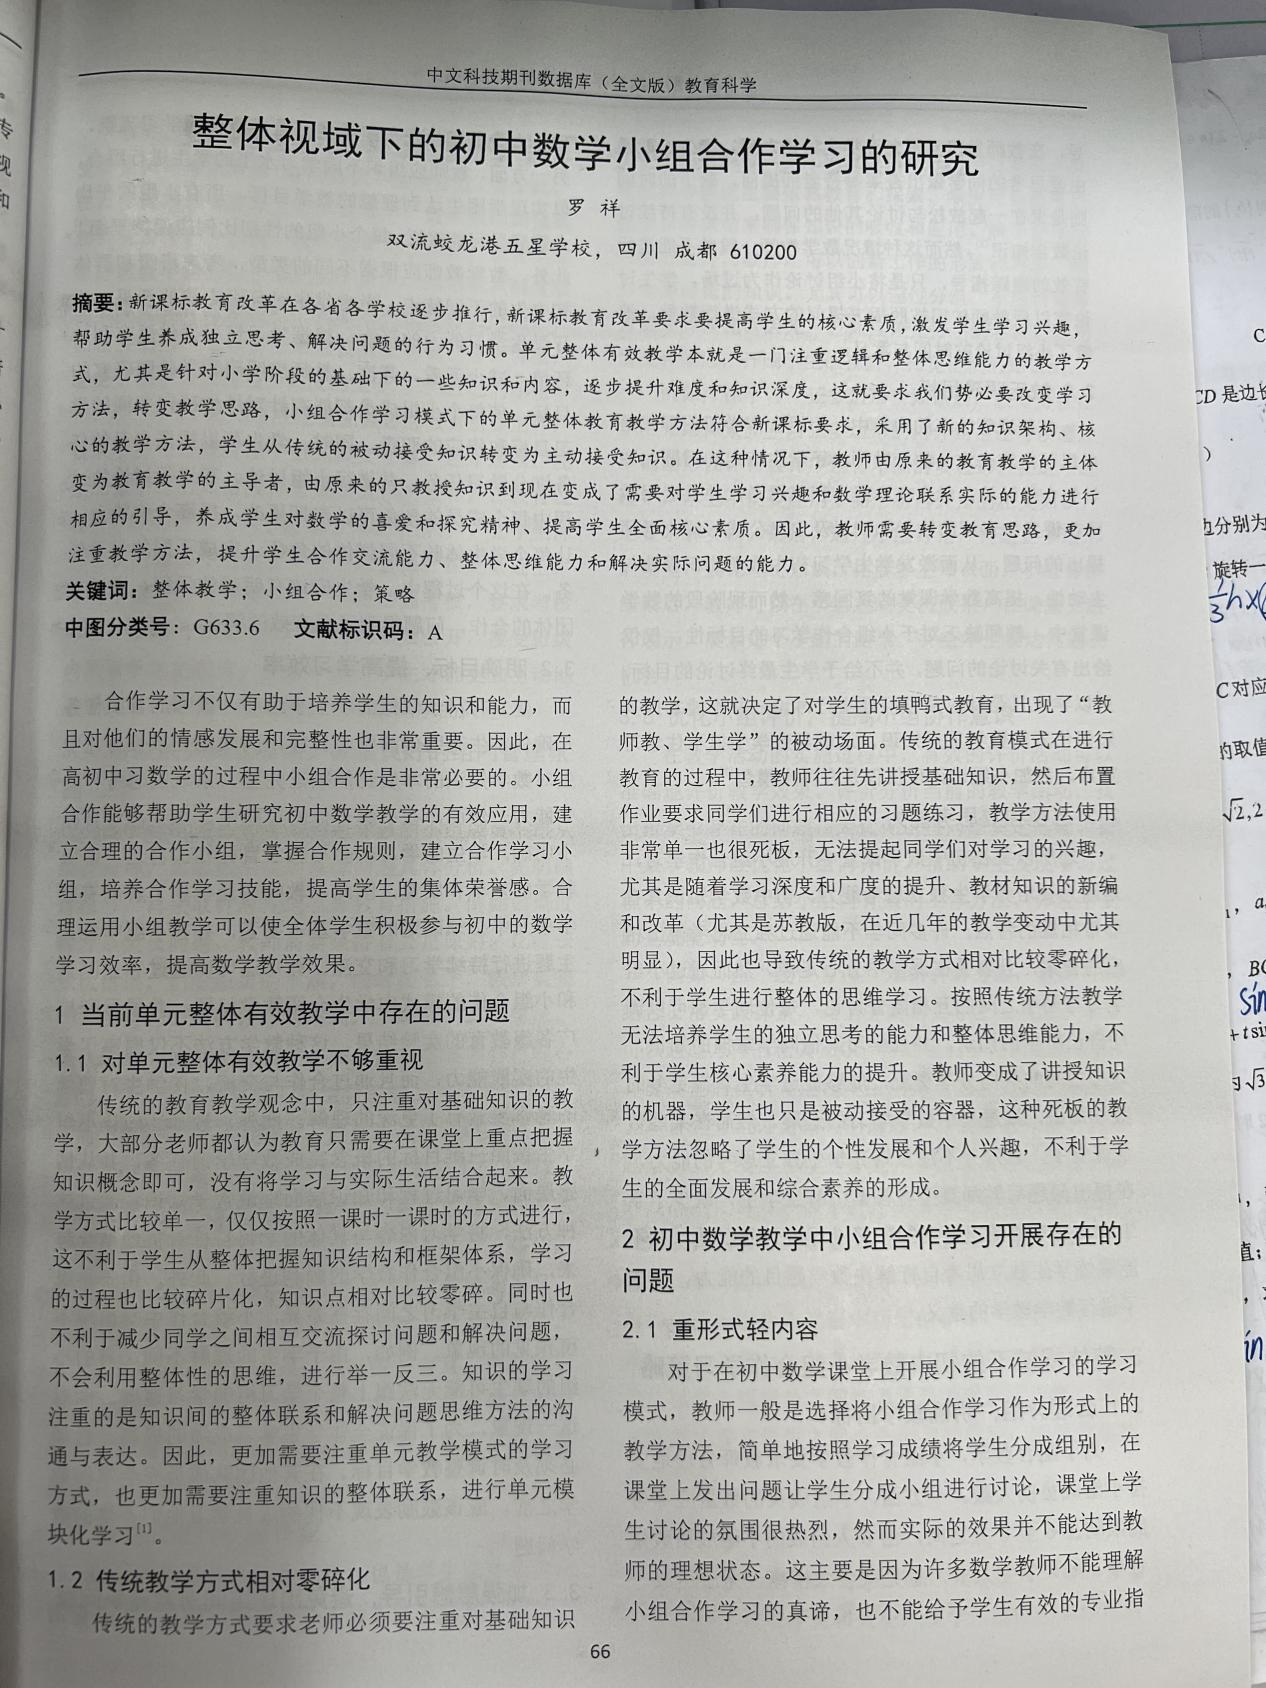 中文科技期刊数据库（全文版）教育科学
整体视域下的初中数学小组合作学习的研究
罗 祥
双流蛟龙港五星学校，四川 成都 610200
摘要：新课标教育改革在各省各学校逐步推行，新课标教育改革要求要提高学生的核心素质，激发学生学习兴趣，
帮助学生养成独立思考、解决问题的行为习惯。单元整体有效教学本就是一门注重逻辑和整体思维能力的教学方
式，尤其是针对小学阶段的基础下的一些知识和内容，逐步提升难度和知识深度，这就要求我们势必要改变学习
方法，转变教学思路，小组合作学习模式下的单元整体教育教学方法符合新课标要求，采用了新的知识架构、核
心的教学方法，学生从传统的被动接受知识转变为主动接受知识。在这种情况下，教师由原来的教育教学的主体
变为教育教学的主导者，由原来的只教授知识到现在变成了需要对学生学习兴趣和数学理论联系实际的能力进行
相应的引导，养成学生对数学的喜爱和探究精神、提高学生全面核心素质。因此，教师需要转变教育思路，更加
注重教学方法，提升学生合作交流能力、整体思维能力和解决实际问题的能力。
关键词：整体教学；小组合作；策略
中图分类号：G633.6 文献标识码：A
合作学习不仅有助于培养学生的知识和能力，而
且对他们的情感发展和完整性也非常重要。因此，在
高初中习数学的过程中小组合作是非常必要的。小组
合作能够帮助学生研究初中数学教学的有效应用，建
立合理的合作小组，掌握合作规则，建立合作学习小
组，培养合作学习技能，提高学生的集体荣誉感。合
理运用小组教学可以使全体学生积极参与初中的数学
学习效率，提高数学教学效果。
1 当前单元整体有效教学中存在的问题
1.1 对单元整体有效教学不够重视
传统的教育教学观念中，只注重对基础知识的教
学，大部分老师都认为教育只需要在课堂上重点把握
知识概念即可，没有将学习与实际生活结合起来。教
学方式比较单一，仅仅按照一课时一课时的方式进行，
这不利于学生从整体把握知识结构和框架体系，学习
的过程也比较碎片化，知识点相对比较零碎。同时也
不利于减少同学之间相互交流探讨问题和解决问题，
不会利用整体性的思维，进行举一反三。知识的学习
注重的是知识间的整体联系和解决问题思维方法的沟
通与表达。因此，更加需要注重单元教学模式的学习
方式，也更加需要注重知识的整体联系，进行单元模
块化学习[1]。
1.2 传统教学方式相对零碎化
传统的教学方式要求老师必须要注重对基础知识
的教学，这就决定了对学生的填鸭式教育，出现了“教
师教、学生学”的被动场面。传统的教育模式在进行
教育的过程中，教师往往先讲授基础知识，然后布置
作业要求同学们进行相应的习题练习，教学方法使用
非常单一也很死板，无法提起同学们对学习的兴趣，
尤其是随着学习深度和广度的提升、教材知识的新编
和改革（尤其是苏教版，在近几年的教学变动中尤其
明显），因此也导致传统的教学方式相对比较零碎化，
不利于学生进行整体的思维学习。按照传统方法教学
无法培养学生的独立思考的能力和整体思维能力，不
利于学生核心素养能力的提升。教师变成了讲授知识
的机器，学生也只是被动接受的容器，这种死板的教
学方法忽略了学生的个性发展和个人兴趣，不利于学
生的全面发展和综合素养的形成。
2 初中数学教学中小组合作学习开展存在的
问题
2.1 重形式轻内容
对于在初中数学课堂上开展小组合作学习的学习
模式，教师一般是选择将小组合作学习作为形式上的
教学方法，简单地按照学习成绩将学生分成组别，在
课堂上发出问题让学生分成小组进行讨论，课堂上学
生讨论的氛围很热烈，然而实际的效果并不能达到教
师的理想状态。这主要是因为许多数学教师不能理解
小组合作学习的真谛，也不能给予学生有效的专业指
66
CD 是边长
边分别为
旋转一
C对应
的取值
√2,2